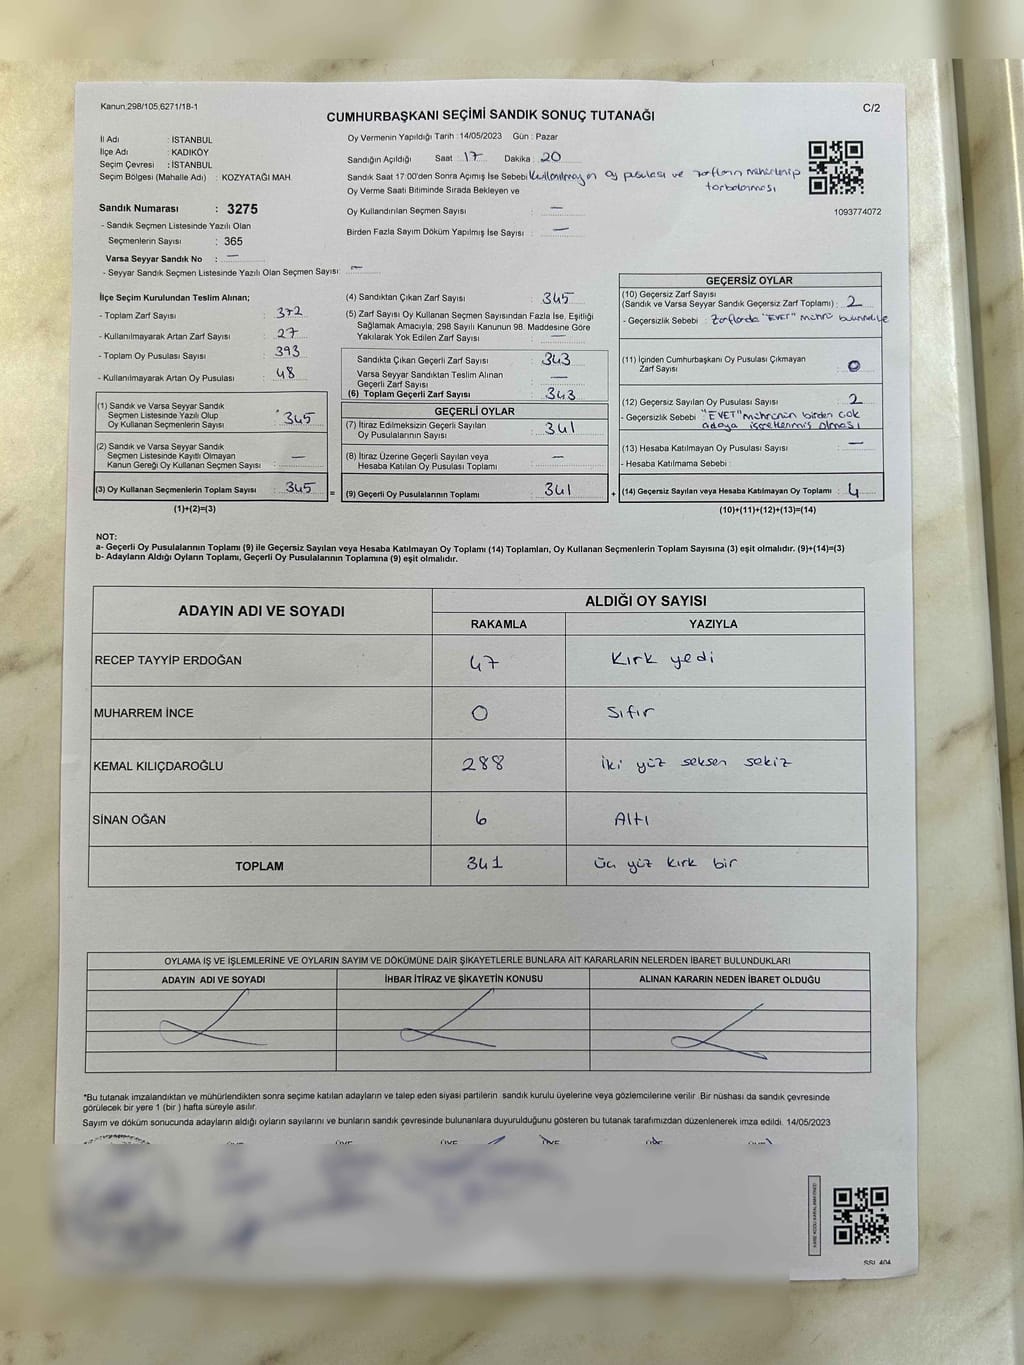 Kanun,298/105,6271/18-1
CUMHURBAŞKANI SEÇİMİ SANDIK SONUÇ TUTANAĞI
C/2
İl Adı : İSTANBUL
İlçe Adı : KADIKÖY
Seçim Çevresi : İSTANBUL
Seçim Bölgesi (Mahalle Adı) : KOZYATAĞI MAH.
Oy Vermenin Yapıldığı Tarih : 14/05/2023 Gün : Pazar
Sandığın Açıldığı Saat : 17 Dakika : 20
Sandık Saat 17:00'den Sonra Açımış İse Sebebi : Kullanılmayan oy pusulası ve zarfların mühürlenip
torbalanması
Oy Verme Saati Bitiminde Sırada Bekleyen ve
Oy Kullandırılan Seçmen Sayısı : —
Birden Fazla Sayım Döküm Yapılmış İse Sayısı : —
1093774072
Sandık Numarası : 3275
- Sandık Seçmen Listesinde Yazılı Olan
Seçmenlerin Sayısı : 365
Varsa Seyyar Sandık No : —
- Seyyar Sandık Seçmen Listesinde Yazılı Olan Seçmen Sayısı: —
İlçe Seçim Kurulundan Teslim Alınan;
- Toplam Zarf Sayısı : 372
- Kullanılmayarak Artan Zarf Sayısı : 27
- Toplam Oy Pusulası Sayısı : 393
- Kullanılmayarak Artan Oy Pusulası : 48
(1) Sandık ve Varsa Seyyar Sandık
Seçmen Listesinde Yazılı Olup
Oy Kullanan Seçmenlerin Sayısı : 345
(2) Sandık ve Varsa Seyyar Sandık
Seçmen Listesinde Kayıtlı Olmayan
Kanun Gereği Oy Kullanan Seçmen Sayısı : —
(3) Oy Kullanan Seçmenlerin Toplam Sayısı : 345
(1)+(2)=(3)
=
(4) Sandıktan Çıkan Zarf Sayısı : 345
(5) Zarf Sayısı Oy Kullanan Seçmen Sayısından Fazla İse, Eşitliği
Sağlamak Amacıyla, 298 Sayılı Kanunun 98. Maddesine Göre
Yakılarak Yok Edilen Zarf Sayısı : —
Sandıkta Çıkan Geçerli Zarf Sayısı : 343
Varsa Seyyar Sandıktan Teslim Alınan
Geçerli Zarf Sayısı : —
(6) Toplam Geçerli Zarf Sayısı : 343
GEÇERLİ OYLAR
(7) İtiraz Edilmeksizin Geçerli Sayılan
Oy Pusulalarının Sayısı : 341
(8) İtiraz Üzerine Geçerli Sayılan veya
Hesaba Katılan Oy Pusulası Toplamı : —
(9) Geçerli Oy Pusulalarının Toplamı : 341
+
GEÇERSİZ OYLAR
(10) Geçersiz Zarf Sayısı
(Sandık ve Varsa Seyyar Sandık Geçersiz Zarf Toplamı) : 2
- Geçersizlik Sebebi : Zarflarda "EVET" mührü
(11) İçinden Cumhurbaşkanı Oy Pusulası Çıkmayan
Zarf Sayısı : 0
(12) Geçersiz Sayılan Oy Pusulası Sayısı : 2
- Geçersizlik Sebebi : "EVET" mührünün birden çok
adaya işaretlenmiş olması
(13) Hesaba Katılmayan Oy Pusulası Sayısı : —
- Hesaba Katılmama Sebebi :
(14) Geçersiz Sayılan veya Hesaba Katılmayan Oy Toplamı : 4
(10)+(11)+(12)+(13)=(14)
NOT:
a- Geçerli Oy Pusulalarının Toplamı (9) ile Geçersiz Sayılan veya Hesaba Katılmayan Oy Toplamı (14) Toplamları, Oy Kullanan Seçmenlerin Toplam Sayısına (3) eşit olmalıdır. (9)+(14)=(3)
b- Adayların Aldığı Oyların Toplamı, Geçerli Oy Pusulalarının Toplamına (9) eşit olmalıdır.
ADAYIN ADI VE SOYADI
ALDIĞI OY SAYISI
RAKAMLA YAZIYLA
RECEP TAYYİP ERDOĞAN 47 Kırk yedi
MUHARREM İNCE 0 Sıfır
KEMAL KILIÇDAROĞLU 288 İki yüz seksen sekiz
SİNAN OĞAN 6 Altı
TOPLAM 341 üç yüz kırk bir
OYLAMA İŞ VE İŞLEMLERİNE VE OYLARIN SAYIM VE DÖKÜMÜNE DAİR ŞİKAYETLERLE BUNLARA AİT KARARLARIN NELERDEN İBARET BULUNDUKLARI
ADAYIN ADI VE SOYADI İHBAR İTİRAZ VE ŞİKAYETİN KONUSU ALINAN KARARIN NEDEN İBARET OLDUĞU
*Bu tutanak imzalandıktan ve mühürlendikten sonra seçime katılan adayların ve talep eden siyasi partilerin sandık kurulu üyelerine veya gözlemcilerine verilir. Bir nüshası da sandık çevresinde
görülecek bir yere 1 (bir ) hafta süreyle asılır.
Sayım ve döküm sonucunda adayların aldığı oyların sayılarını ve bunların sandık çevresinde bulunanlara duyurulduğunu gösteren bu tutanak tarafımızdan düzenlenerek imza edildi. 14/05/2023